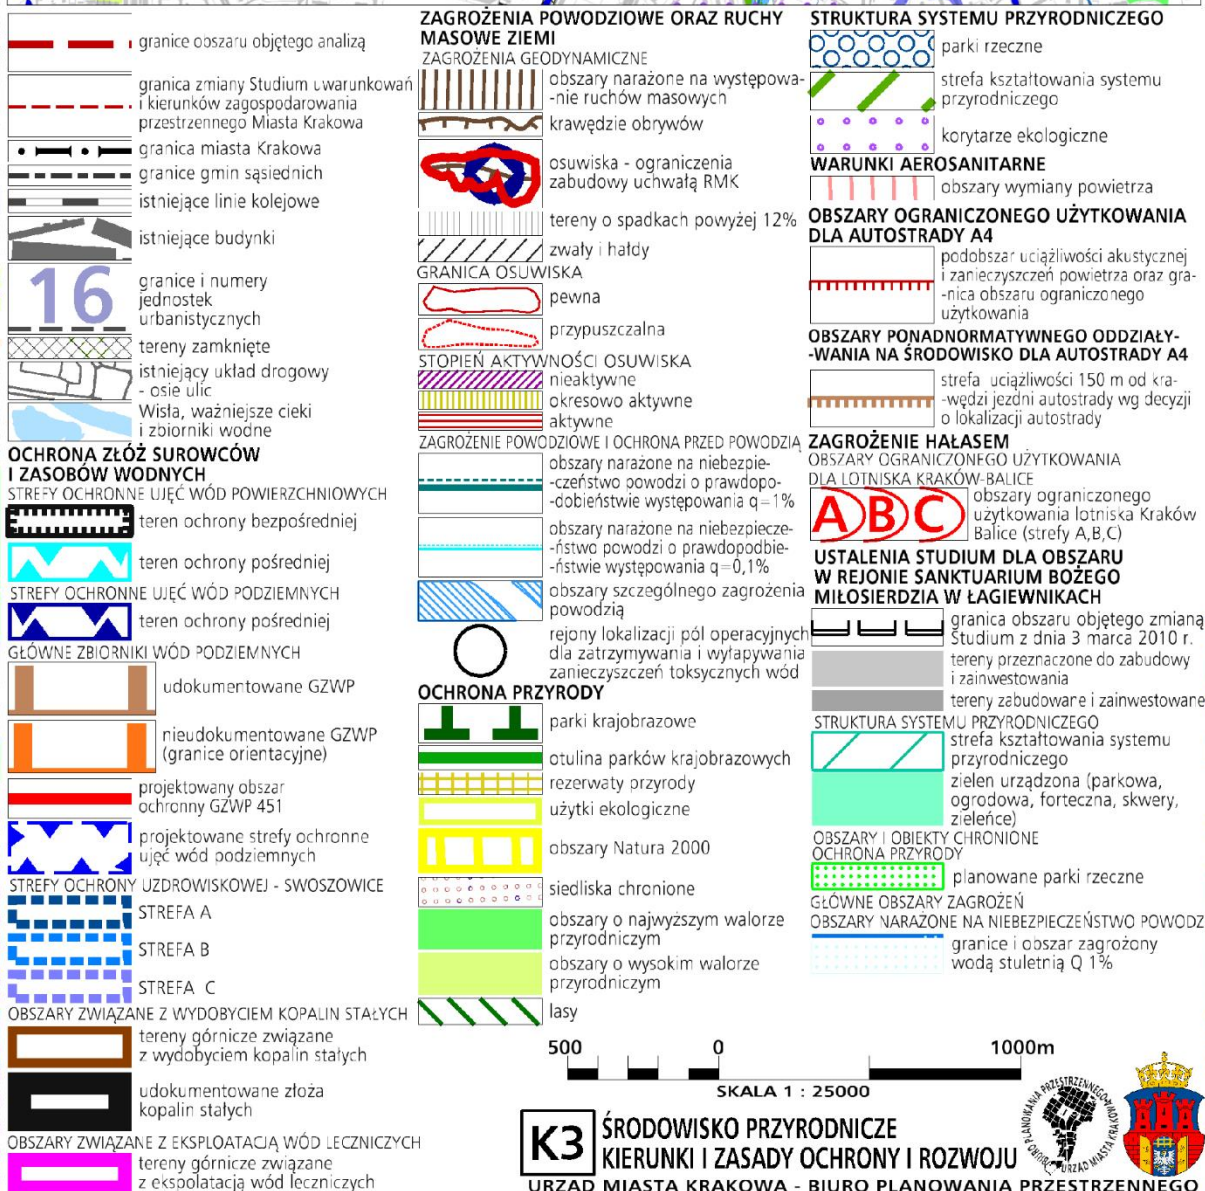 granice obszaru objętego analizą
granica zmiany Studium uwarunkowań
i kierunków zagospodarowania
przestrzennego Miasta Krakowa
granica miasta Krakowa
granice gmin sąsiednich
istniejące linie kolejowe
istniejące budynki
16
granice i numery
jednostek
urbanistycznych
tereny zamknięte
istniejący układ drogowy
- osie ulic
Wisła, ważniejsze cieki
i zbiorniki wodne
OCHRONA ZŁÓŻ SUROWCÓW
I ZASOBÓW WODNYCH
STREFY OCHRONNE UJĘĆ WÓD POWIERZCHNIOWYCH
teren ochrony bezpośredniej
teren ochrony pośredniej
STREFY OCHRONNE UJĘĆ WÓD PODZIEMNYCH
teren ochrony pośredniej
GŁÓWNE ZBIORNIKI WÓD PODZIEMNYCH
udokumentowane GZWP
nieudokumentowane GZWP
(granice orientacyjne)
projektowany obszar
ochronny GZWP 451
projektowane strefy ochronne
ujęć wód podziemnych
STREFY OCHRONY UZDROWISKOWEJ - SWOSZOWICE
STREFA A
STREFA B
STREFA C
OBSZARY ZWIĄZANE Z WYDOBYCIEM KOPALIN STAŁYCH
tereny górnicze związane
z wydobyciem kopalin stałych
udokumentowane złoża
kopalin stałych
OBSZARY ZWIĄZANE Z EKSPLOATACJĄ WÓD LECZNICZYCH
tereny górnicze związane
z ekspolatacją wód leczniczych
ZAGROŻENIA POWODZIOWE ORAZ RUCHY
MASOWE ZIEMI
ZAGROŻENIA GEODYNAMICZNE
obszary narażone na występowa-
-nie ruchów masowych
krawędzie obrywów
osuwiska - ograniczenia
zabudowy uchwałą RMK
tereny o spadkach powyżej 12%
zwały i hałdy
GRANICA OSUWISKA
pewna
przypuszczalna
STOPIEŃ AKTYWNOŚCI OSUWISKA
nieaktywne
okresowo aktywne
aktywne
ZAGROŻENIE POWODZIOWE I OCHRONA PRZED POWODZIĄ
obszary narażone na niebezpie-
-czeństwo powodzi o prawdopo-
-dobieństwie występowania q=1%
obszary narażone na niebezpiecze-
-ństwo powodzi o prawdopodbie-
-ństwie występowania q=0,1%
obszary szczególnego zagrożenia
powodzią
rejony lokalizacji pól operacyjnych
dla zatrzymywania i wyłapywania
zanieczyszczeń toksycznych wód
OCHRONA PRZYRODY
parki krajobrazowe
otulina parków krajobrazowych
rezerwaty przyrody
użytki ekologiczne
obszary Natura 2000
siedliska chronione
obszary o najwyższym walorze
przyrodniczym
obszary o wysokim walorze
przyrodniczym
lasy
STRUKTURA SYSTEMU PRZYRODNICZEGO
parki rzeczne
strefa kształtowania systemu
przyrodniczego
korytarze ekologiczne
WARUNKI AEROSANITARNE
obszary wymiany powietrza
OBSZARY OGRANICZONEGO UŻYTKOWANIA
DLA AUTOSTRADY A4
podobszar uciążliwości akustycznej
i zanieczyszczeń powietrza oraz gra-
-nica obszaru ograniczonego
użytkowania
OBSZARY PONADNORMATYWNEGO ODDZIAŁY-
-WANIA NA ŚRODOWISKO DLA AUTOSTRADY A4
strefa uciążliwości 150 m od kra-
-wędzi jezdni autostrady wg decyzji
o lokalizacji autostrady
ZAGROŻENIE HAŁASEM
OBSZARY OGRANICZONEGO UŻYTKOWANIA
DLA LOTNISKA KRAKÓW-BALICE
A B C
obszary ograniczonego
użytkowania lotniska Kraków
Balice (strefy A,B,C)
USTALENIA STUDIUM DLA OBSZARU
W REJONIE SANKTUARIUM BOŻEGO
MIŁOSIERDZIA W ŁAGIEWNIKACH
granica obszaru objętego zmianą
Studium z dnia 3 marca 2010 r.
tereny przeznaczone do zabudowy
i zainwestowania
tereny zabudowane i zainwestowane
STRUKTURA SYSTEMU PRZYRODNICZEGO
strefa kształtowania systemu
przyrodniczego
zielen urządzona (parkowa,
ogrodowa, forteczna, skwery,
zieleńce)
OBSZARY I OBIEKTY CHRONIONE
OCHRONA PRZYRODY
planowane parki rzeczne
GŁÓWNE OBSZARY ZAGROŻEŃ
OBSZARY NARAŻONE NA NIEBEZPIECZEŃSTWO POWODZ
granice i obszar zagrożony
wodą stuletnią Q 1%
500 0 1000m
SKALA 1 : 25000
K3
ŚRODOWISKO PRZYRODNICZE
KIERUNKI I ZASADY OCHRONY I ROZWOJU
URZĄD MIASTA KRAKOWA - BIURO PLANOWANIA PRZESTRZENNEGO